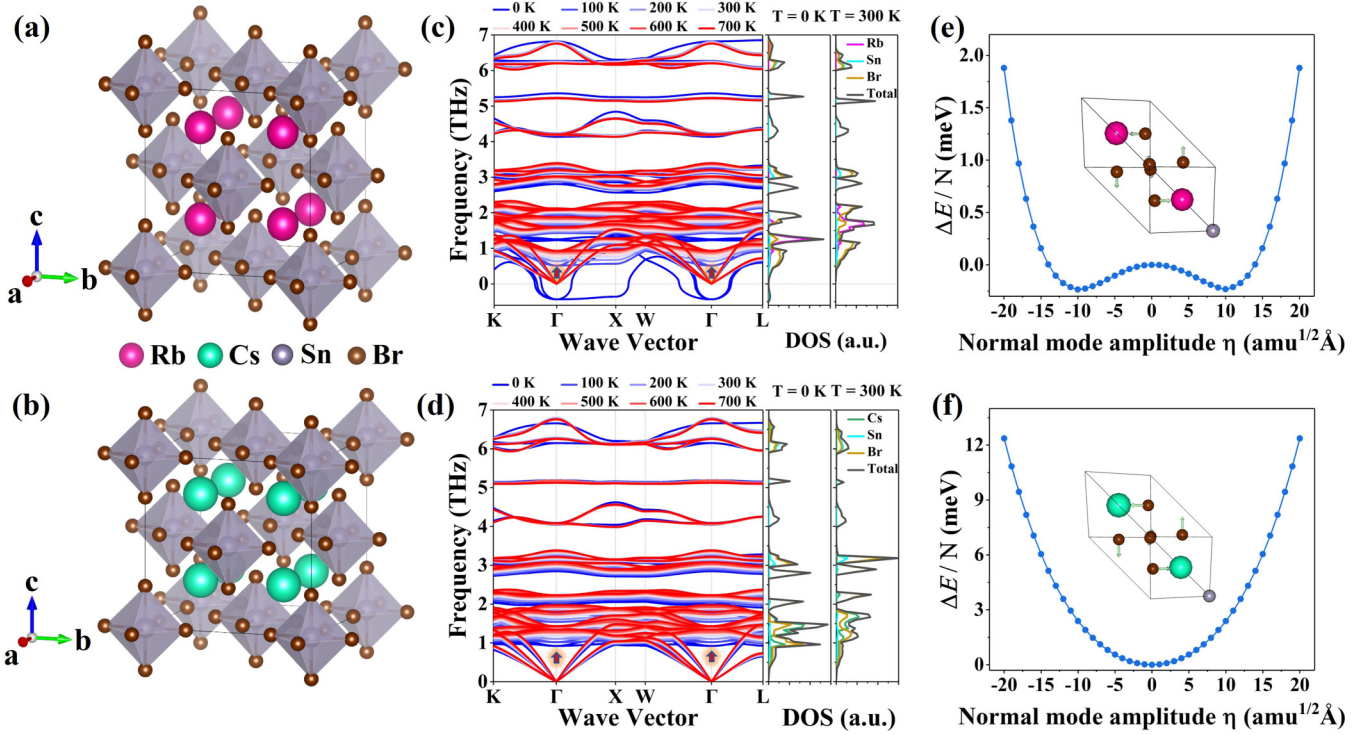 (a)
c
a
b
Rb Cs Sn Br
(b)
c
a
b
(c)
0 K 100 K 200 K 300 K
400 K 500 K 600 K 700 K
T = 0 K T = 300 K
Rb
Sn
Br
Total
7
6
5
4
3
2
1
0
Frequency (THz)
K Γ X W Γ L
Wave Vector
DOS (a.u.)
(d)
0 K 100 K 200 K 300 K
400 K 500 K 600 K 700 K
T = 0 K T = 300 K
Cs
Sn
Br
Total
7
6
5
4
3
2
1
0
Frequency (THz)
K Γ X W Γ L
Wave Vector
DOS (a.u.)
(e)
2.0
1.5
1.0
0.5
0.0
ΔE / N (meV)
-20 -15 -10 -5 0 5 10 15 20
Normal mode amplitude η (amu1/2Å)
(f)
12
9
6
3
0
ΔE / N (meV)
-20 -15 -10 -5 0 5 10 15 20
Normal mode amplitude η (amu1/2Å)